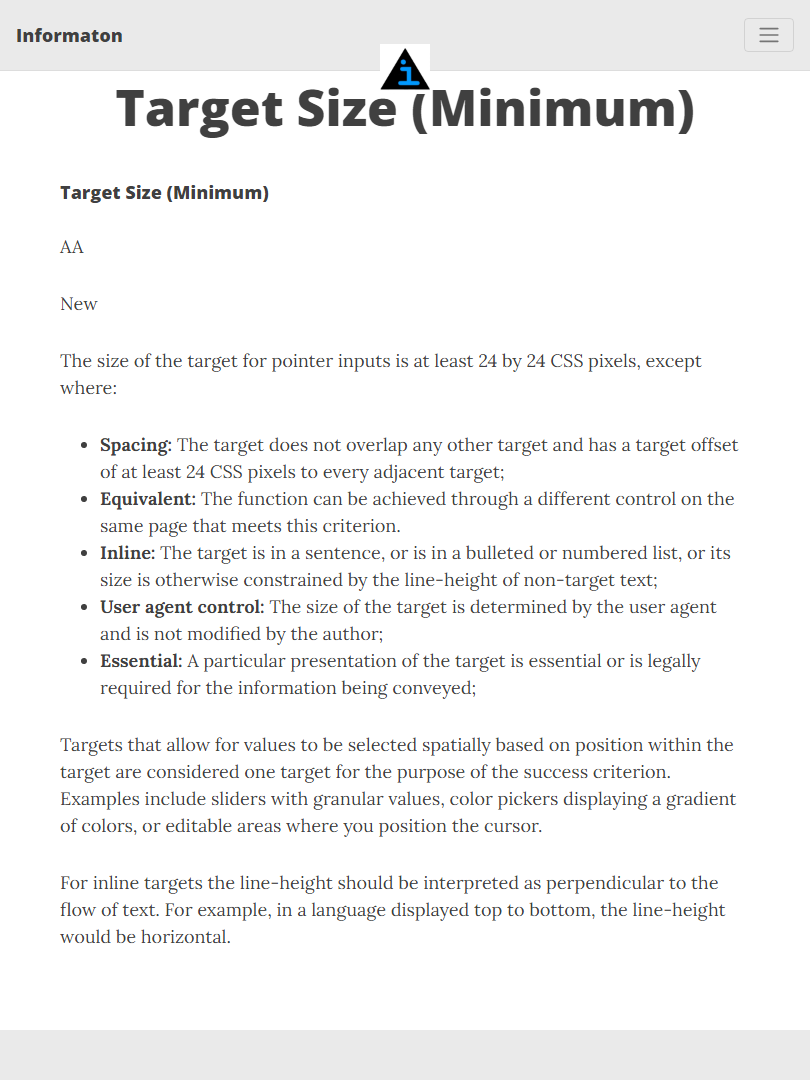 Informaton
i
Target Size (Minimum)
Target Size (Minimum)
AA
New
The size of the target for pointer inputs is at least 24 by 24 CSS pixels, except
where:
• Spacing: The target does not overlap any other target and has a target offset
of at least 24 CSS pixels to every adjacent target;
• Equivalent: The function can be achieved through a different control on the
same page that meets this criterion.
• Inline: The target is in a sentence, or is in a bulleted or numbered list, or its
size is otherwise constrained by the line-height of non-target text;
• User agent control: The size of the target is determined by the user agent
and is not modified by the author;
• Essential: A particular presentation of the target is essential or is legally
required for the information being conveyed;
Targets that allow for values to be selected spatially based on position within the
target are considered one target for the purpose of the success criterion.
Examples include sliders with granular values, color pickers displaying a gradient
of colors, or editable areas where you position the cursor.
For inline targets the line-height should be interpreted as perpendicular to the
flow of text. For example, in a language displayed top to bottom, the line-height
would be horizontal.